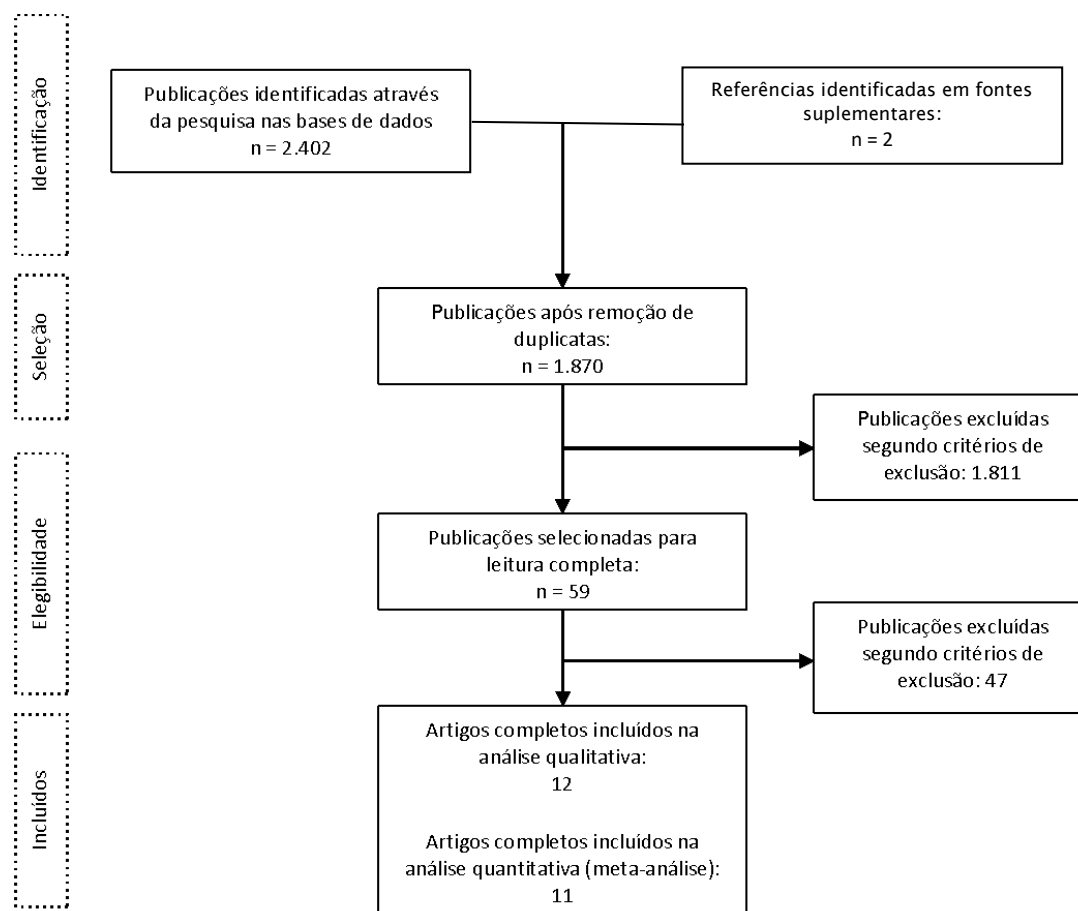 Identificação
Publicações identificadas através
da pesquisa nas bases de dados
n = 2.402
Referências identificadas em fontes
suplementares:
n = 2
Seleção
Publicações após remoção de
duplicatas:
n = 1.870
Publicações excluídas
segundo critérios de
exclusão: 1.811
Elegibilidade
Publicações selecionadas para
leitura completa:
n = 59
Publicações excluídas
segundo critérios de
exclusão: 47
Incluídos
Artigos completos incluídos na
análise qualitativa:
12
Artigos completos incluídos na
análise quantitativa (meta-análise):
11